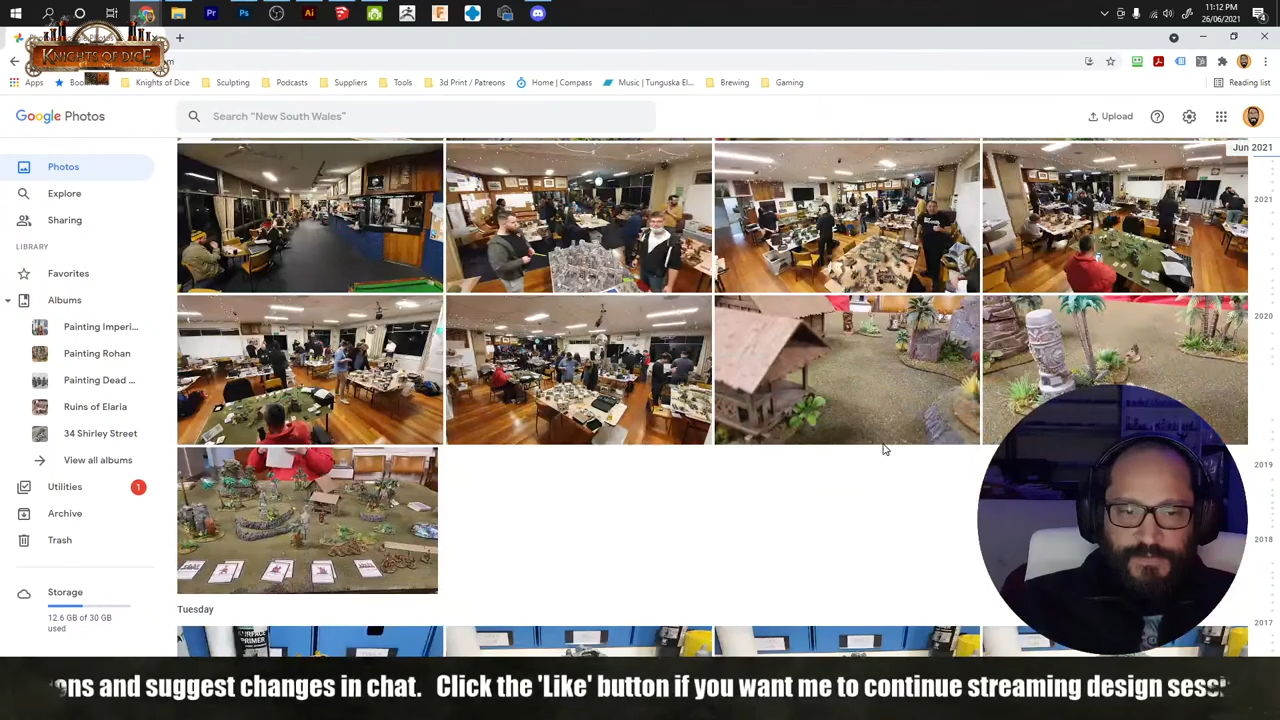 11:12 PM
26/06/2021
4
KNIGHTS OF DICE
Apps
Knights of Dice
Sculpting
Podcasts
Suppliers
Tools
3d Print / Patreons
Home | Compass
Music | Tunguska El...
Brewing
Gaming
Reading list
Google Photos
Search "New South Wales"
Upload
Photos
Explore
Sharing
LIBRARY
Favorites
Albums
Painting Imperi...
Painting Rohan
Painting Dead ...
Ruins of Elaria
34 Shirley Street
View all albums
Utilities
1
Archive
Trash
Storage
12.6 GB of 30 GB
used
Jun 2021
2021
2020
2019
2018
2017
Tuesday
SURFACE
PRIMER
ons and suggest changes in chat. Click the 'Like' button if you want me to continue streaming design sessi